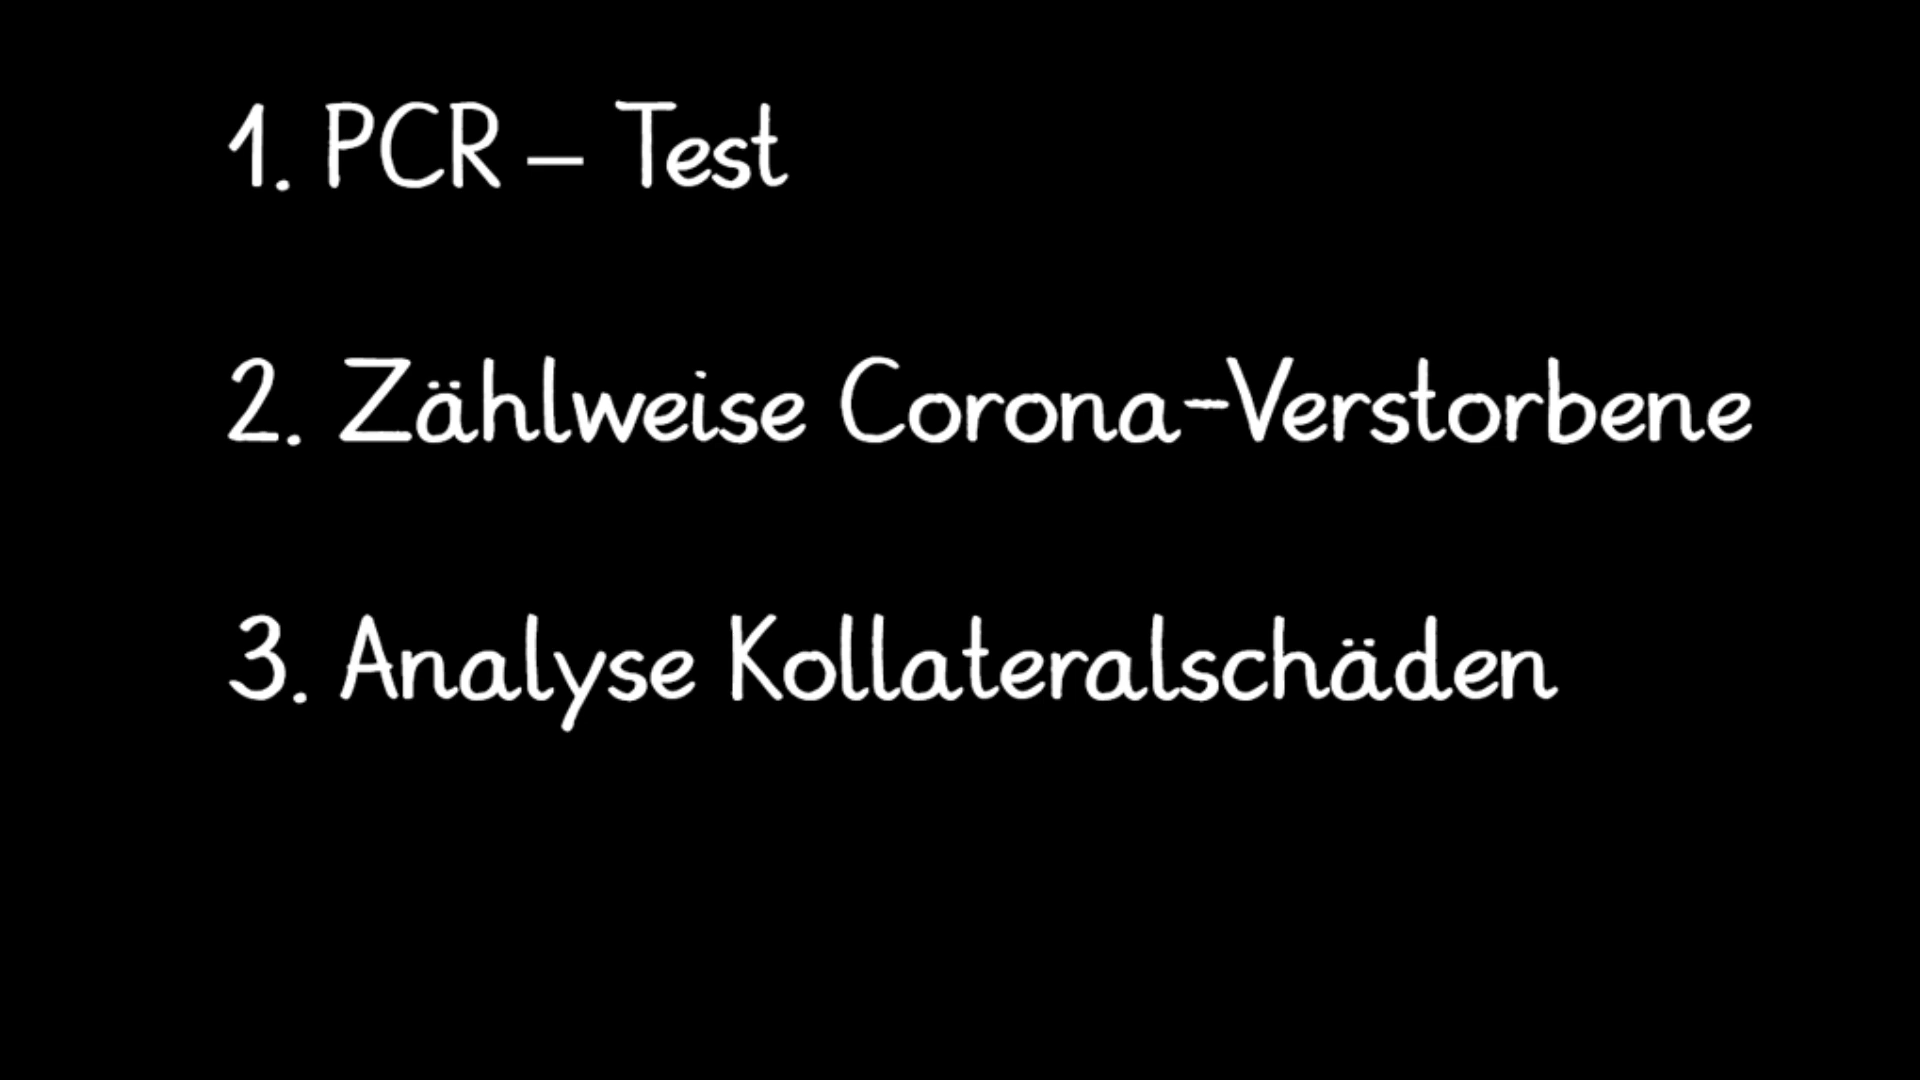 1. PCR – Test
2. Zählweise Corona-Verstorbene
3. Analyse Kollateralschäden